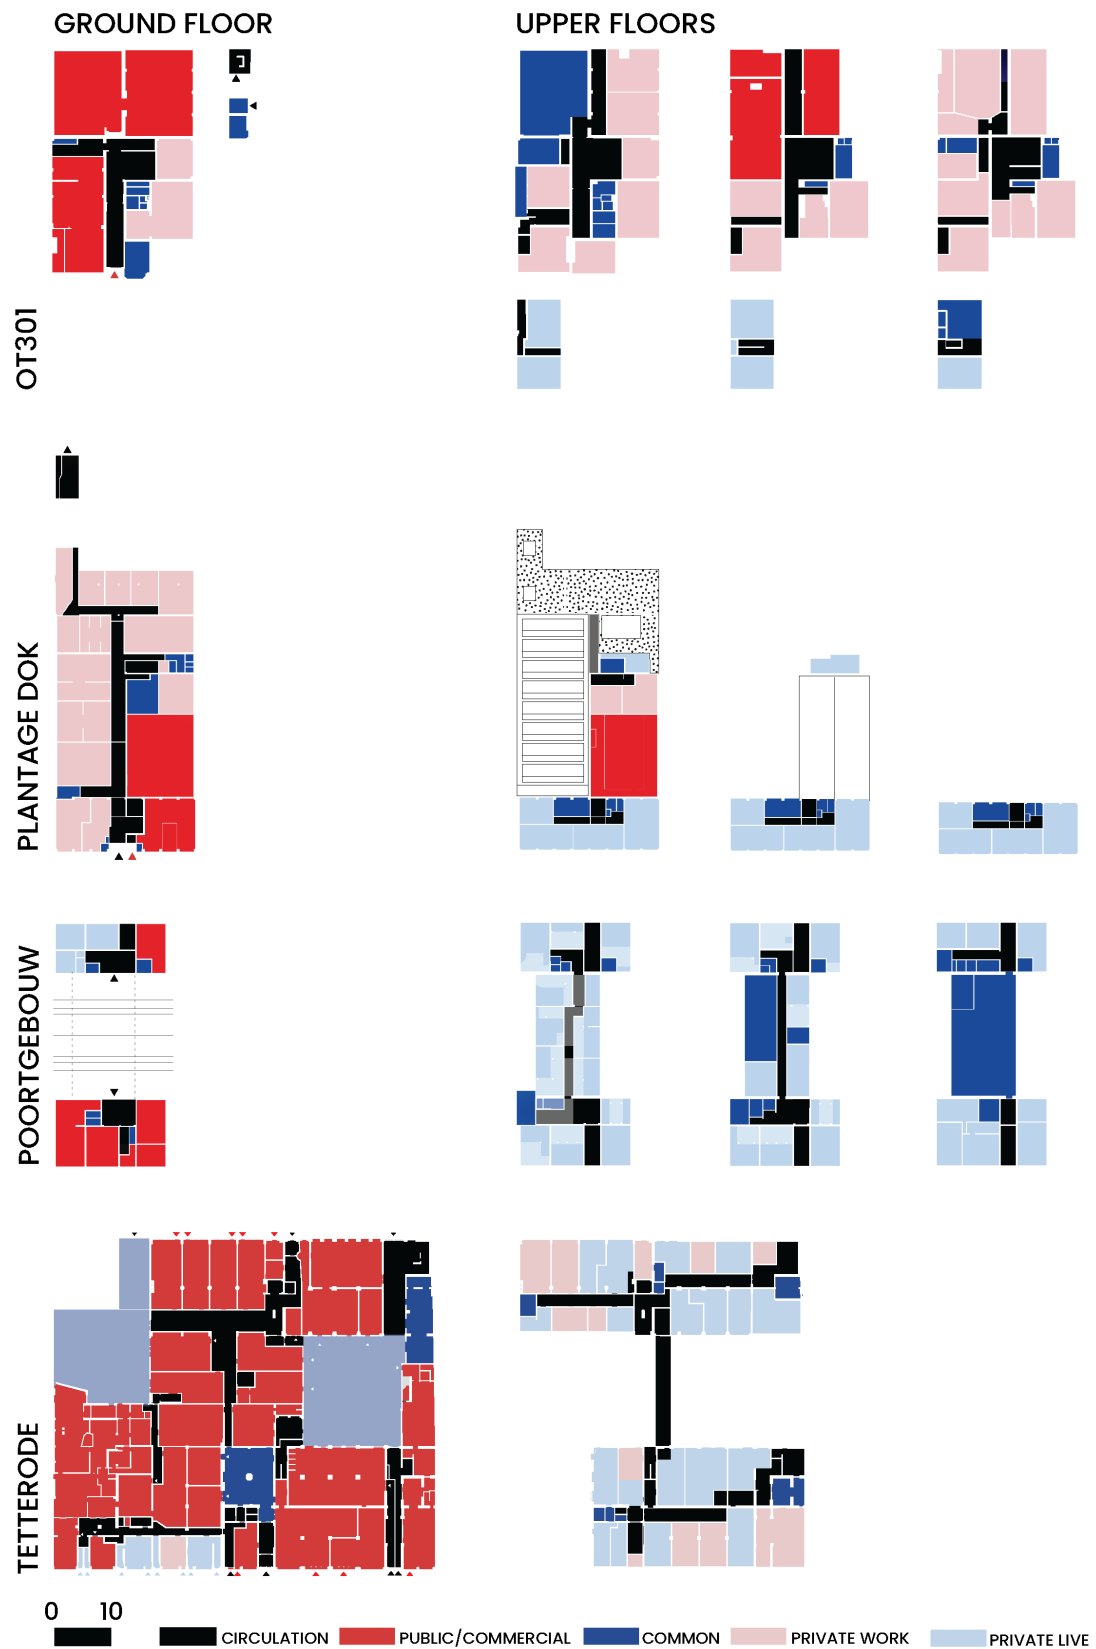 GROUND FLOOR
UPPER FLOORS
OT301
PLANTAGE DOK
POORTGEBOUW
TETTERODE
0 10
CIRCULATION
PUBLIC/COMMERCIAL
COMMON
PRIVATE WORK
PRIVATE LIVE